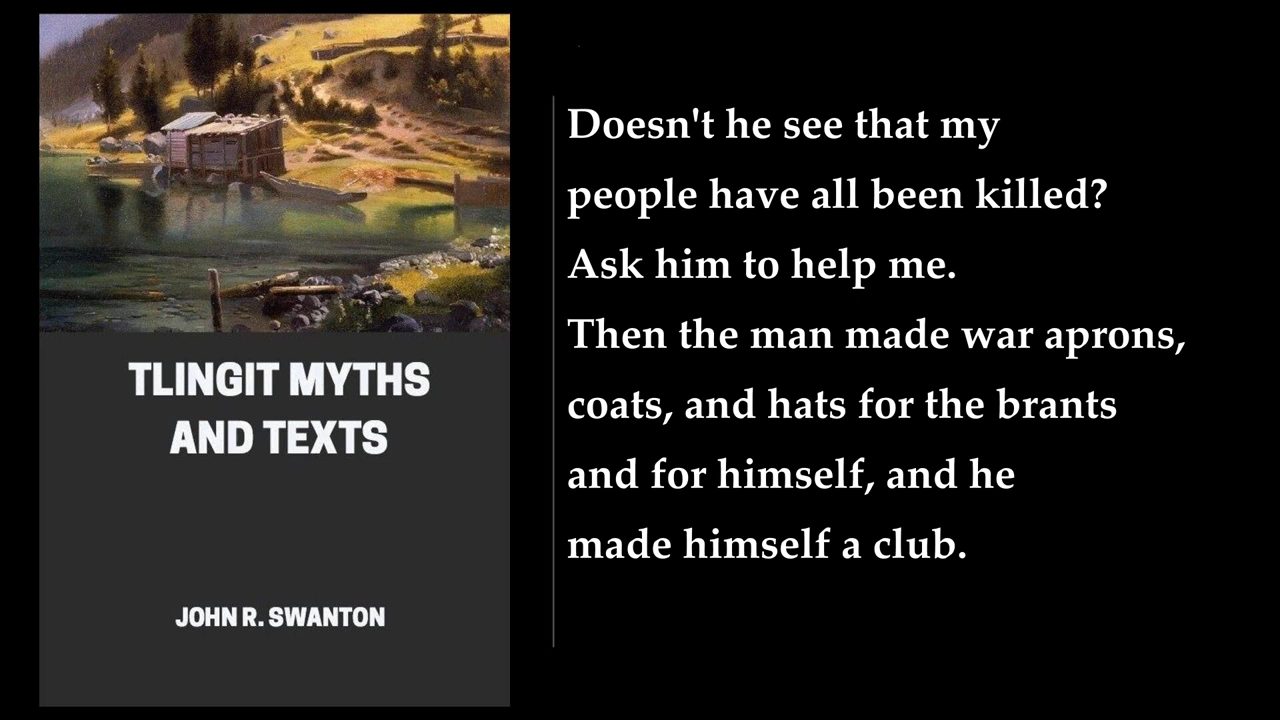 TLINGIT MYTHS
AND TEXTS
JOHN R. SWANTON
Doesn't he see that my
people have all been killed?
Ask him to help me.
Then the man made war aprons,
coats, and hats for the brants
and for himself, and he
made himself a club.